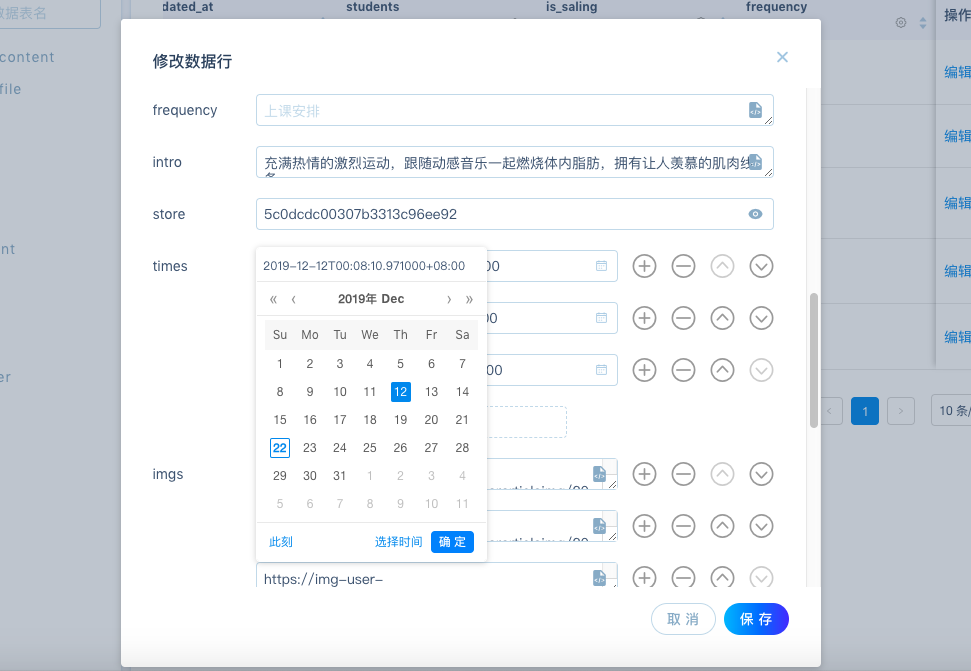 dated_at students is_saling frequency
数据表名
操作
修改数据行
content
file
编辑
frequency 上课安排
编辑
intro 充满热情的激烈运动，跟随动感音乐一起燃烧体内脂肪，拥有让人羡慕的肌肉线
条
编辑
store 5c0dcdc00307b3313c96ee92
nt
times 2019-12-12T00:08:10.971000+08:00 00
编辑
« ‹ 2019年 Dec › »
00
Su Mo Tu We Th Fr Sa
编辑
1 2 3 4 5 6 7
00
er
8 9 10 11 12 13 14
‹ 1 › 10 条/
15 16 17 18 19 20 21
22 23 24 25 26 27 28
imgs
29 30 31 1 2 3 4
5 6 7 8 9 10 11
此刻 选择时间 确 定
https://img-user-
取 消 保 存